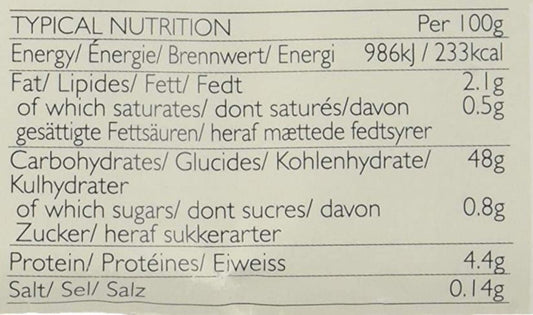 TYPICAL NUTRITION Per 100g
Energy/ Énergie/ Brennwert/ Energi 986kJ / 233kcal
Fat/ Lipides/ Fett/ Fedt 2.1g
of which saturates/ dont saturés/davon 0.5g
gesättigte Fettsäuren/ heraf mættede fedtsyrer
Carbohydrates/ Glucides/ Kohlenhydrate/ 48g
Kulhydrater
of which sugars/ dont sucres/ davon 0.8g
Zucker/ heraf sukkerarter
Protein/ Protéines/ Eiweiss 4.4g
Salt/ Sel/ Salz 0.14g